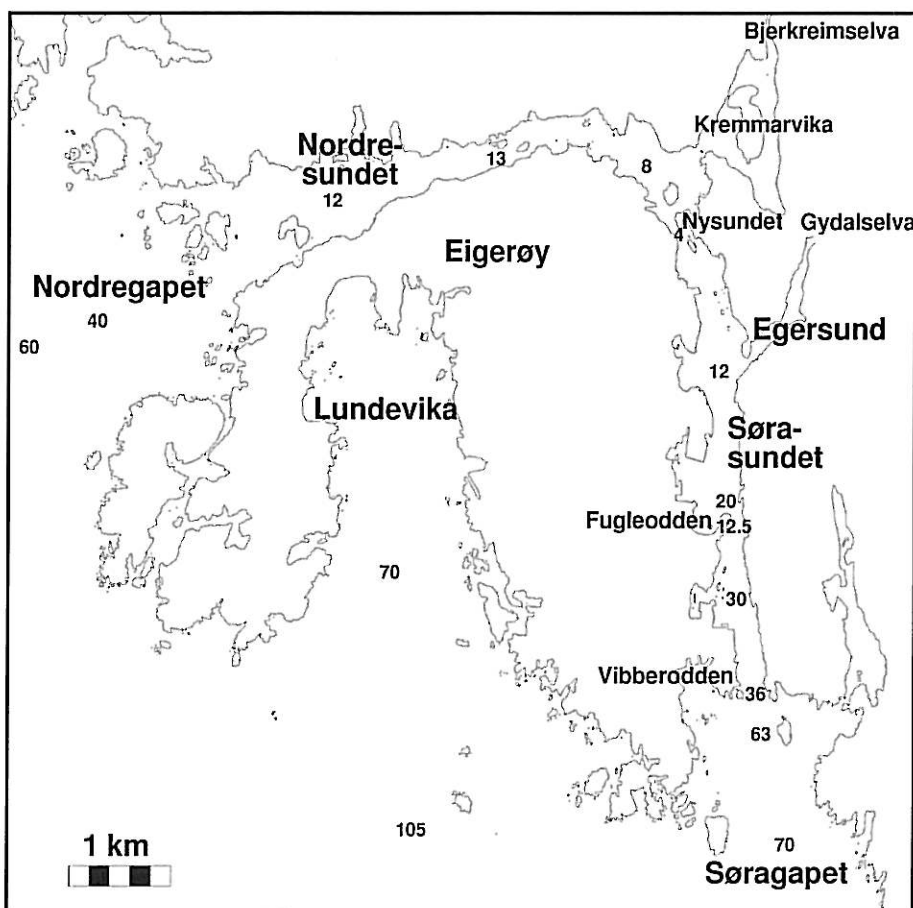 Bjerkreimselva
Kremmarvika
Nordre-
sundet
13
8
12
Nysundet
Gydalselva
4
Eigerøy
Nordregapet
40
60
Egersund
12
Lundevika
Søra-
sundet
20
Fugleodden
12.5
70
30
Vibberodden
36
63
105
1 km
70
Søragapet